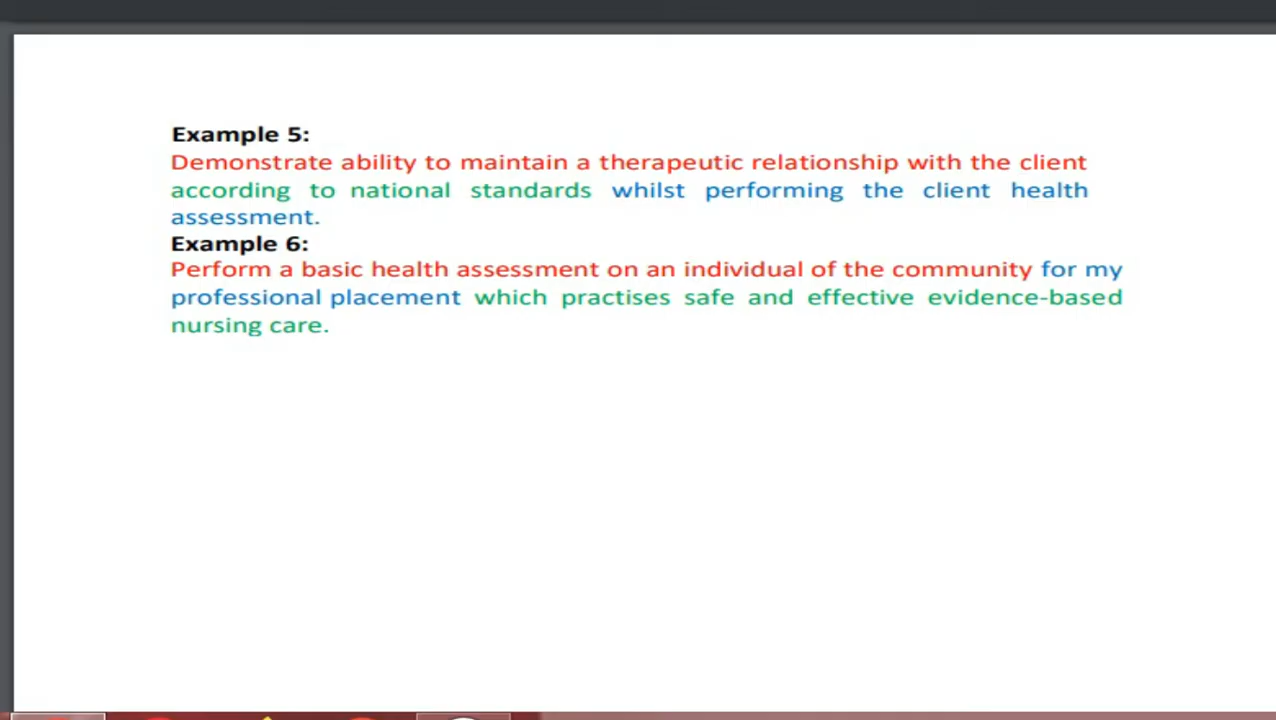 Example 5:
Demonstrate ability to maintain a therapeutic relationship with the client
according to national standards whilst performing the client health
assessment.
Example 6:
Perform a basic health assessment on an individual of the community for my
professional placement which practises safe and effective evidence-based
nursing care.